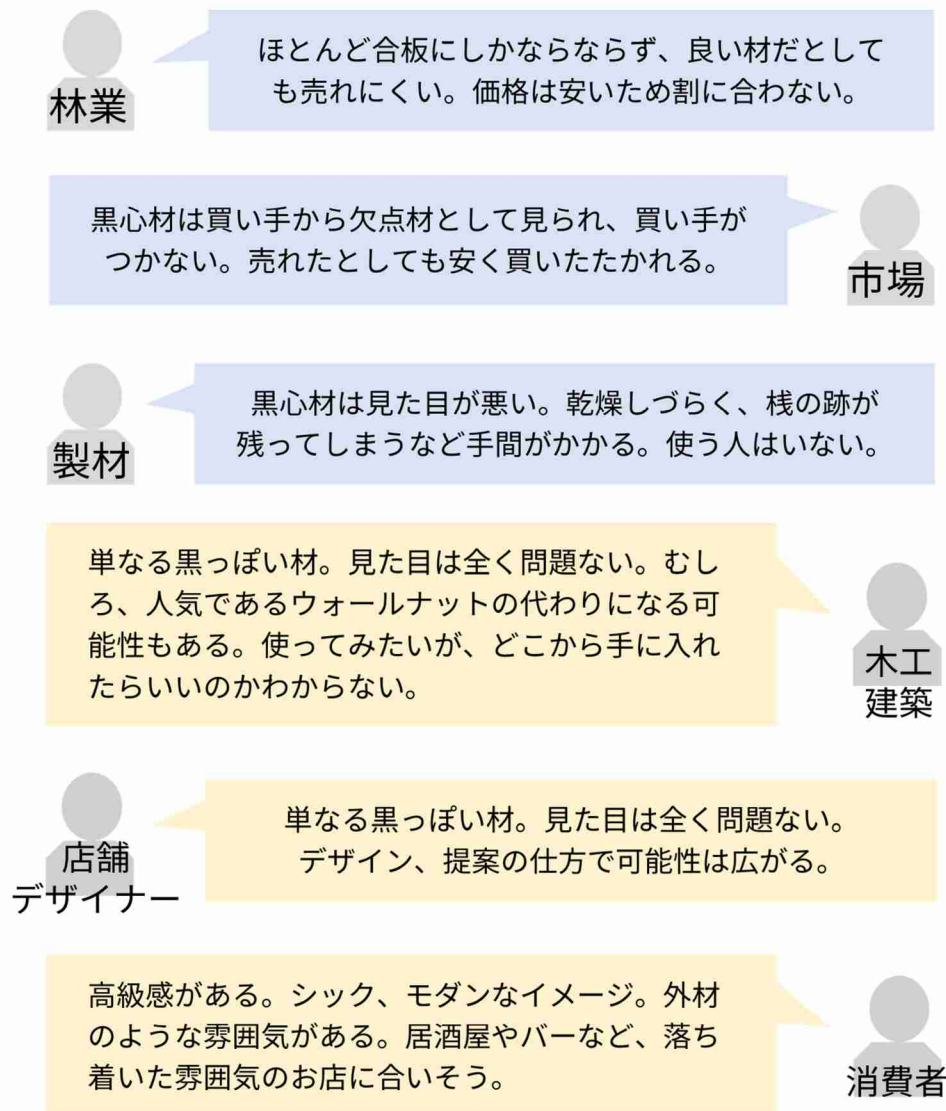 ほとんど合板にしかならならず、良い材だとして
も売れにくい。価格は安いため割に合わない。
林業
黒心材は買い手から欠点材として見られ、買い手が
つかない。売れたとしても安く買いたたかれる。
市場
黒心材は見た目が悪い。乾燥しづらく、桟の跡が
残ってしまうなど手間がかかる。使う人はいない。
製材
単なる黒っぽい材。見た目は全く問題ない。むし
ろ、人気であるウォールナットの代わりになる可
能性もある。使ってみたいが、どこから手に入れ
たらいいのかわからない。
木工
建築
単なる黒っぽい材。見た目は全く問題ない。
デザイン、提案の仕方で可能性は広がる。
店舗
デザイナー
高級感がある。シック、モダンなイメージ。外材
のような雰囲気がある。居酒屋やバーなど、落ち
着いた雰囲気のお店に合いそう。
消費者